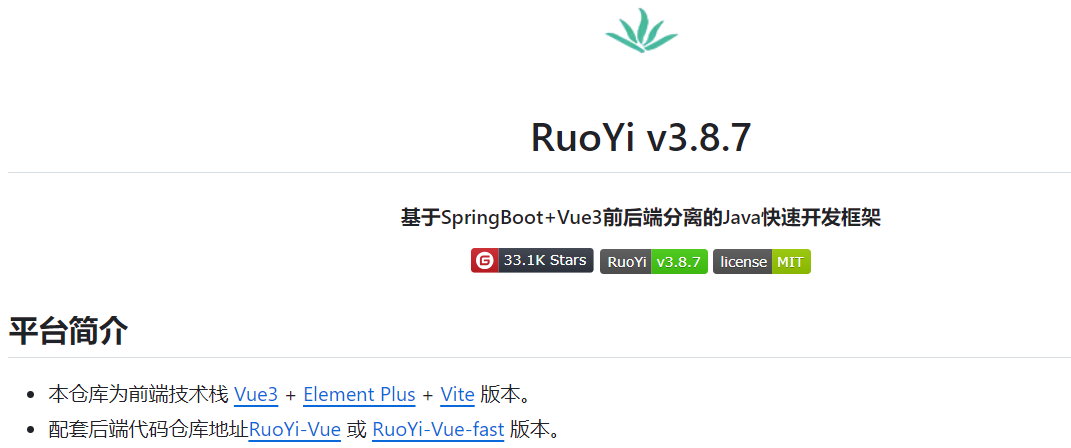 RuoYi v3.8.7
基于SpringBoot+Vue3前后端分离的Java快速开发框架
33.1K Stars RuoYi v3.8.7 license MIT
平台简介
• 本仓库为前端技术栈 Vue3 + Element Plus + Vite 版本。
• 配套后端代码仓库地址RuoYi-Vue 或 RuoYi-Vue-fast 版本。